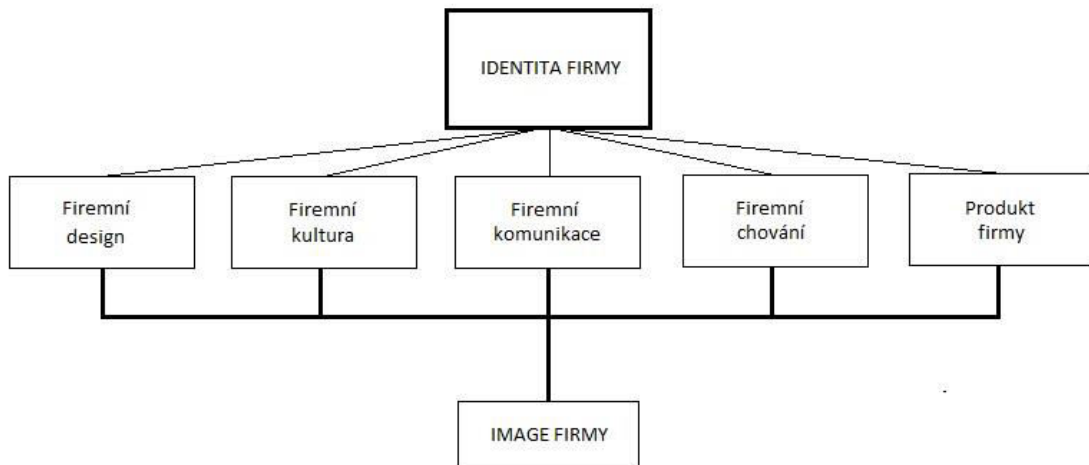 IDENTITA FIRMY
Firemní
design
Firemní
kultura
Firemní
komunikace
Firemní
chování
Produkt
firmy
IMAGE FIRMY